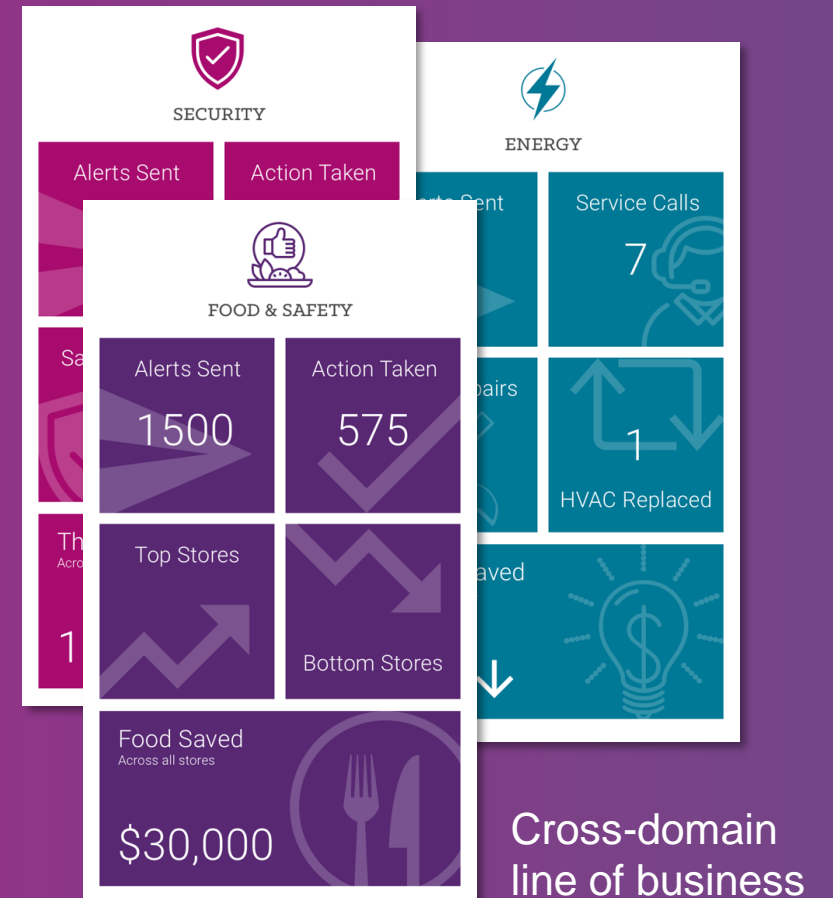 SECURITY
Alerts Sent
Action Taken
ENERGY
Sent
Service Calls
7
1
HVAC Replaced
FOOD & SAFETY
Alerts Sent
1500
Action Taken
575
Top Stores
Bottom Stores
Food Saved
Across all stores
$30,000
Cross-domain
line of business